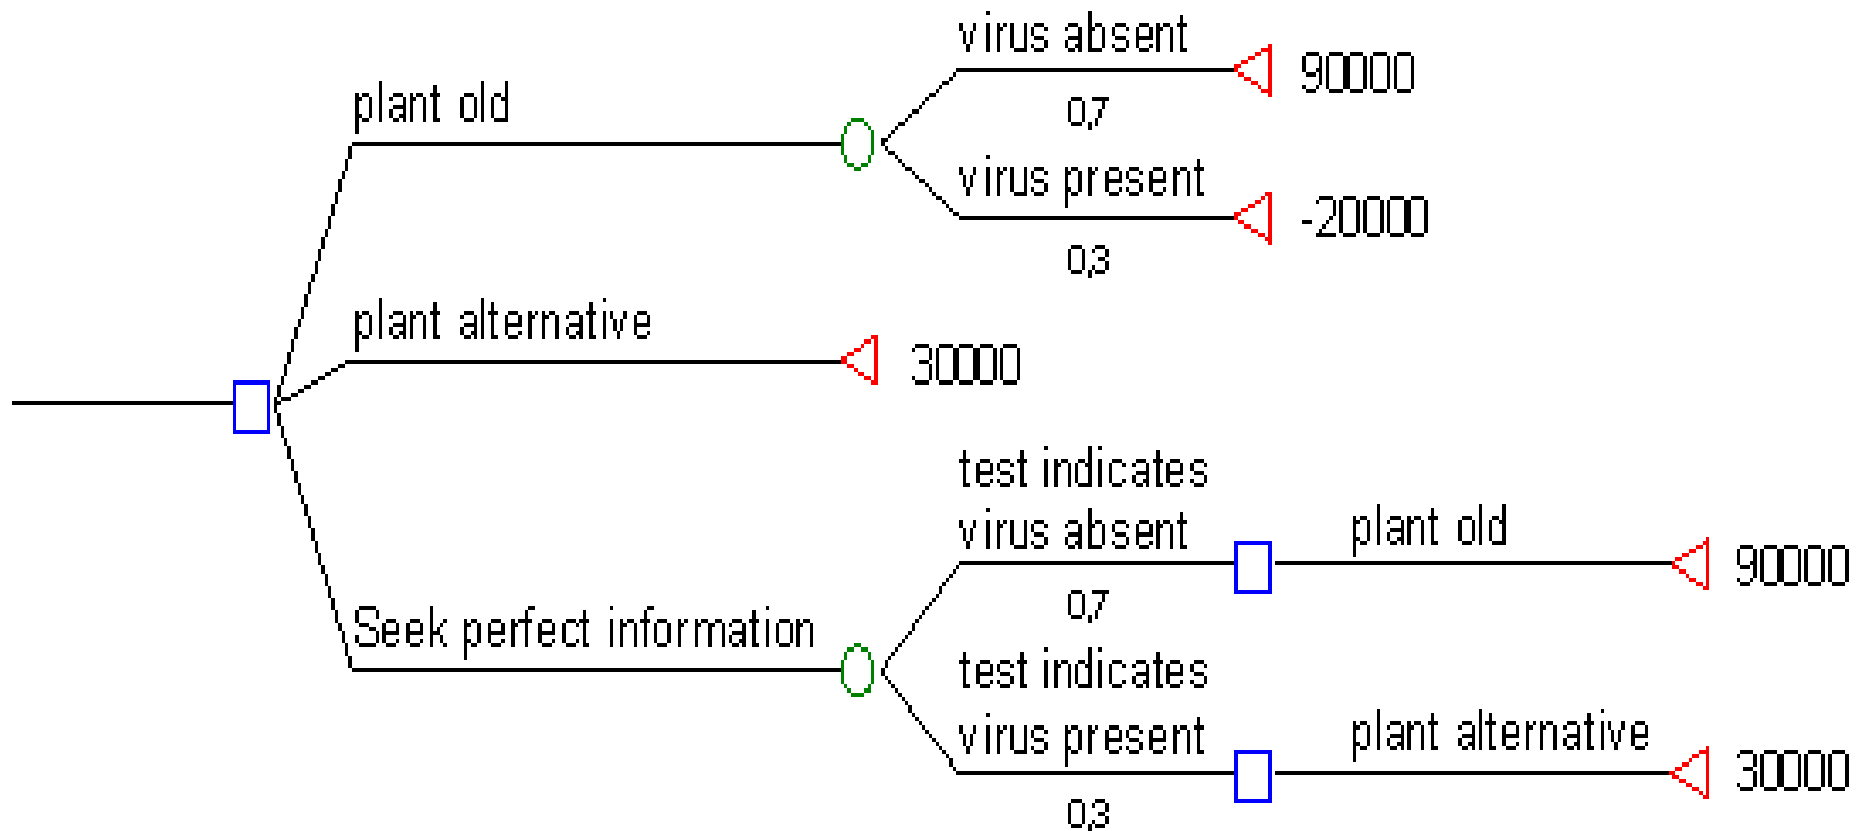 virus absent
90000
plant old
0,7
virus present
-20000
0,3
plant alternative
30000
test indicates
virus absent
plant old
90000
0,7
Seek perfect information
test indicates
virus present
plant alternative
30000
0,3